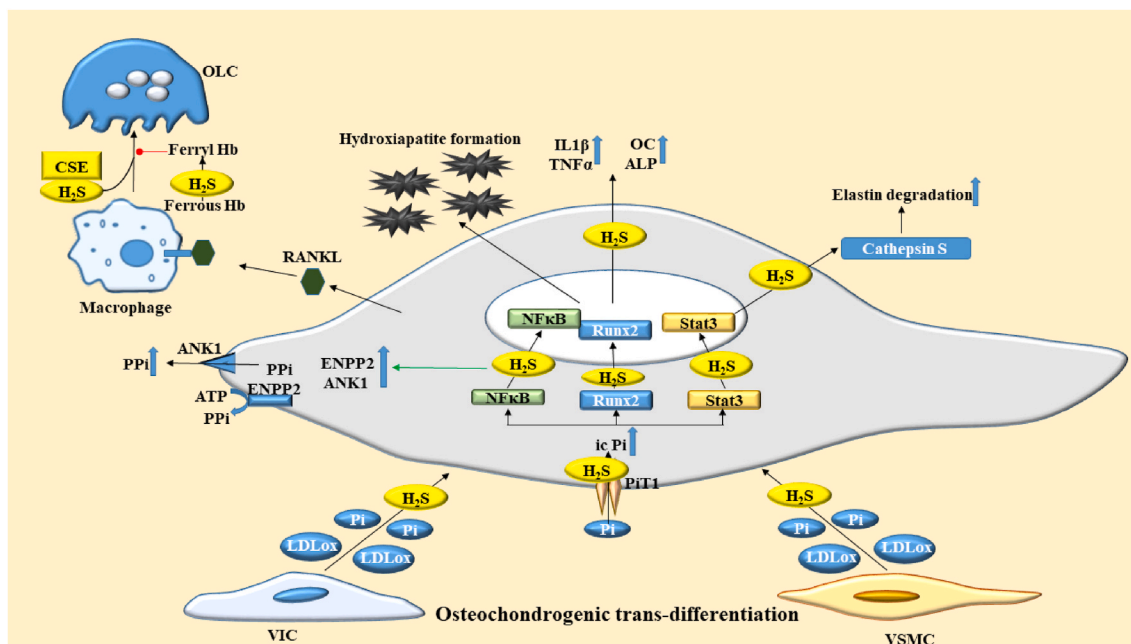 OLC
Ferryl Hb
CSE
H₂S
H₂S
Ferrous Hb
Macrophage
RANKL
Hydroxiapatite formation
IL1β
TNFα
OC
ALP
H₂S
Elastin degradation
Cathepsin S
H₂S
NFκB
Runx2
Stat3
H₂S
H₂S
H₂S
NFκB
Runx2
Stat3
ENPP2
ANK1
ANK1
PPi
PPi
ATP
ENPP2
PPi
ic Pi
H₂S
PiT1
Pi
H₂S
Pi
Pi
LDLox
LDLox
H₂S
Pi
Pi
LDLox
LDLox
Osteochondrogenic trans-differentiation
VIC
VSMC